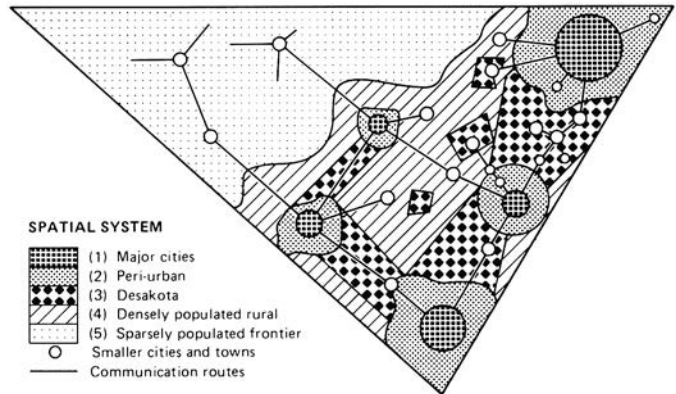 SPATIAL SYSTEM
(1) Major cities
(2) Peri-urban
(3) Desakota
(4) Densely populated rural
(5) Sparsely populated frontier
Smaller cities and towns
Communication routes